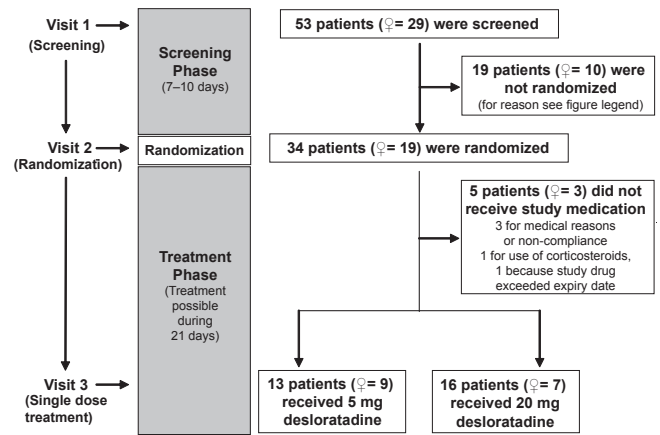 Visit 1
(Screening)
Screening
Phase
(7–10 days)
53 patients (♀= 29) were screened
19 patients (♀= 10) were
not randomized
(for reason see figure legend)
Visit 2
(Randomization)
Randomization
34 patients (♀= 19) were randomized
5 patients (♀= 3) did not
receive study medication
3 for medical reasons
or non-compliance
1 for use of corticosteroids,
1 because study drug
exceeded expiry date
Treatment
Phase
(Treatment
possible
during
21 days)
Visit 3
(Single dose
treatment)
13 patients (♀= 9)
received 5 mg
desloratadine
16 patients (♀= 7)
received 20 mg
desloratadine